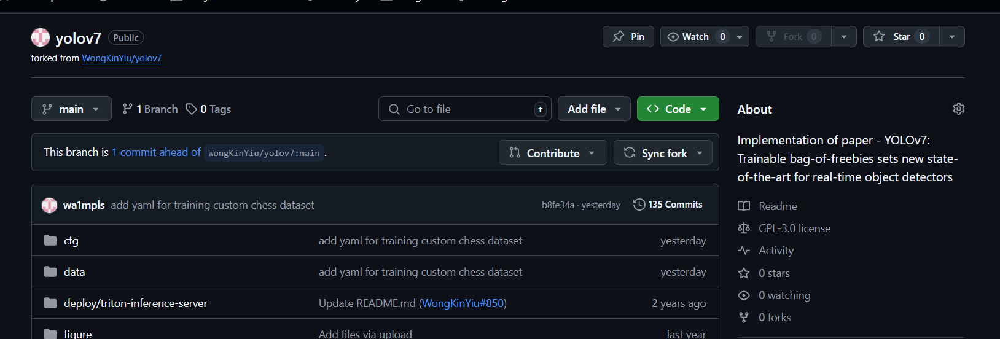 yolov7 Public
Pin
Watch 0
Fork 0
Star 0
forked from WongKinYiu/yolov7
main
1 Branch
0 Tags
Go to file
t
Add file
Code
This branch is 1 commit ahead of WongKinYiu/yolov7:main.
Contribute
Sync fork
wa1mpls add yaml for training custom chess dataset
b8fe34a · yesterday
135 Commits
cfg add yaml for training custom chess dataset yesterday
data add yaml for training custom chess dataset yesterday
deploy/triton-inference-server Update README.md (WongKinYiu#850) 2 years ago
figure Add files via upload last year
About
Implementation of paper - YOLOv7:
Trainable bag-of-freebies sets new state-
of-the-art for real-time object detectors
Readme
GPL-3.0 license
Activity
0 stars
0 watching
0 forks